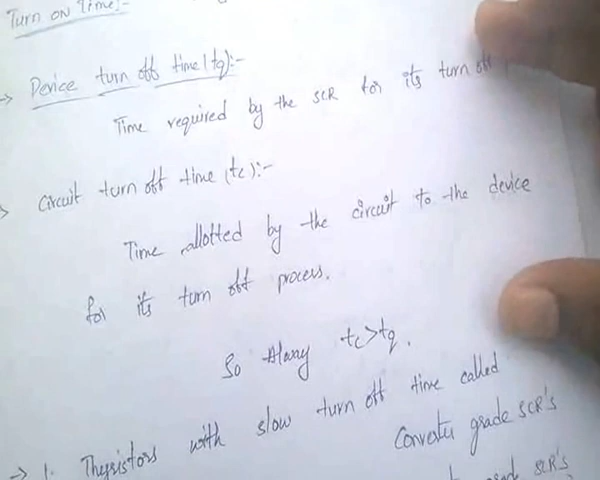 Turn on Time:-
→ Device turn off time (tq):-
Time required by the SCR for its turn off
→ Circuit turn off time (tc):-
Time allotted by the circuit to the device
for its turn off process.
So Alway tc>tq.
→ 1. Thyristors with slow turn off time called
Converter grade SCR's
SCR's